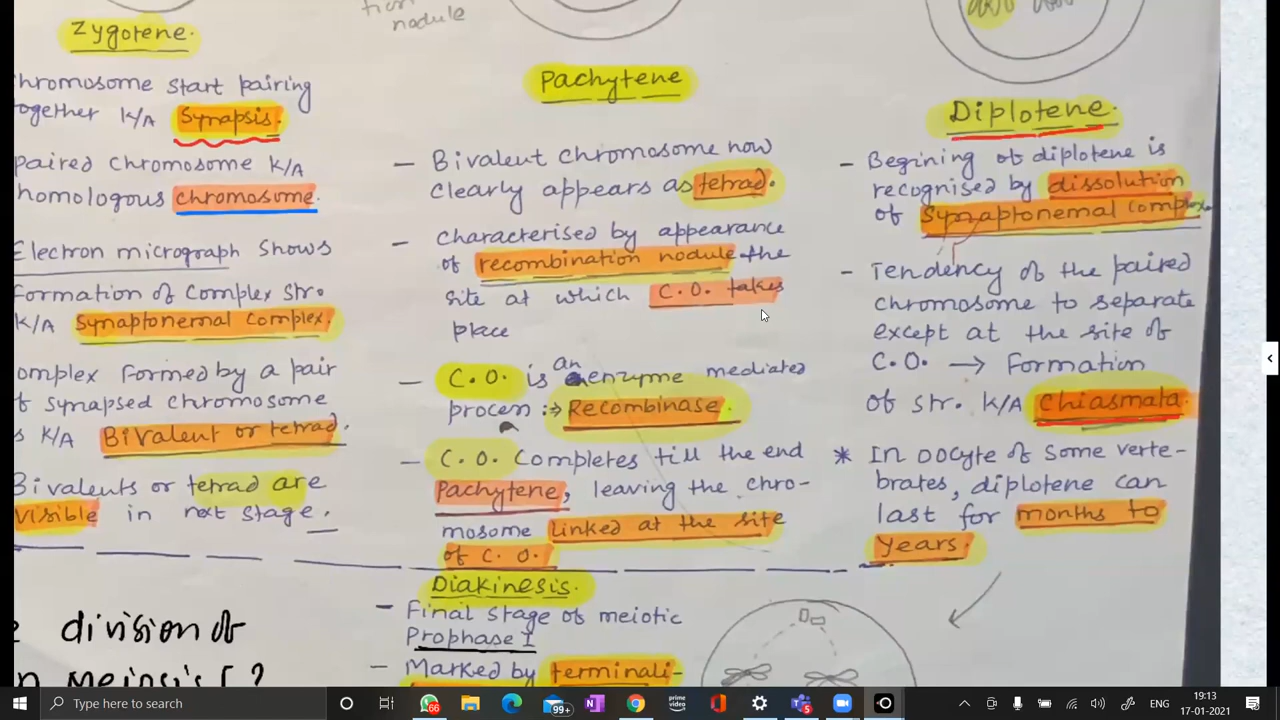 Zygotene.
hromosome start pairing
ogether K/A Synapsis.
paired chromosome K/A
homologous chromosome.
Electron micrograph shows
Formation of Complex str.
K/A Synaptonemal Complex.
omplex formed by a pair
f synapsed chromosome
s K/A Bivalent or tetrad.
Bivalents or tetrad are
visible in next stage.
e division of
n meiosis I?
tion
nodule
Pachytene
- Bivalent chromosome now
clearly appears as tetrad.
- characterised by appearance
of recombination nodule the
site at which C.O. takes
place
- C.O. is an enzyme mediated
process :⇒ Recombinase.
- C.O. Completes till the end
Pachytene, leaving the chro-
mosome linked at the site
of C.O.
Diakinesis.
- Final stage of meiotic
Prophase I
- Marked by terminali-
Diplotene.
- Begining of diplotene is
recognised by dissolution
of Synaptonemal Complex.
- Tendency of the paired
chromosome to separate
except at the site of
C.O. → Formation
of str. K/A Chiasmata.
* In oocyte of some verte-
brates, diplotene can
last for months to
years.
Type here to search
66
99+
prime video
N
5
ENG
19:13
17-01-2021